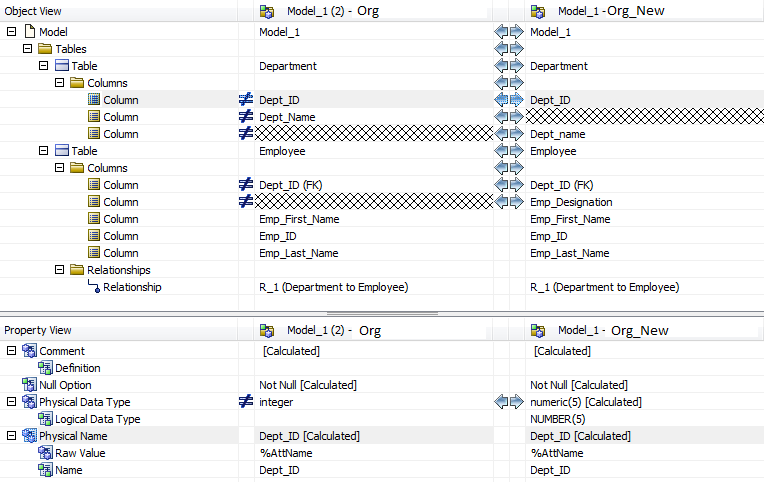 Object View Model_1 (2) - Org Model_1 -Org_New
Model Model_1 Model_1
Tables
Table Department Department
Columns
Column Dept_ID Dept_ID
Column Dept_Name
Column Dept_name
Table Employee Employee
Columns
Column Dept_ID (FK) Dept_ID (FK)
Column Emp_Designation
Column Emp_First_Name Emp_First_Name
Column Emp_ID Emp_ID
Column Emp_Last_Name Emp_Last_Name
Relationships
Relationship R_1 (Department to Employee) R_1 (Department to Employee)
Property View Model_1 (2) - Org Model_1 - Org_New
Comment [Calculated] [Calculated]
Definition
Null Option Not Null [Calculated] Not Null [Calculated]
Physical Data Type integer numeric(5) [Calculated]
Logical Data Type NUMBER(5)
Physical Name Dept_ID [Calculated] Dept_ID [Calculated]
Raw Value %AttName %AttName
Name Dept_ID Dept_ID